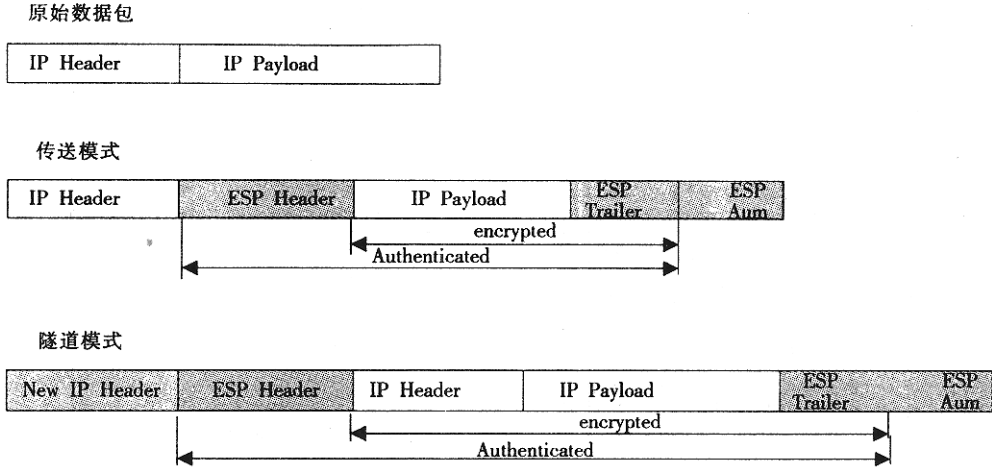 原始数据包
IP Header IP Payload
传送模式
IP Header ESP Header IP Payload ESP Trailer ESP Aum
encrypted
Authenticated
隧道模式
New IP Header ESP Header IP Header IP Payload ESP Trailer ESP Aum
encrypted
Authenticated